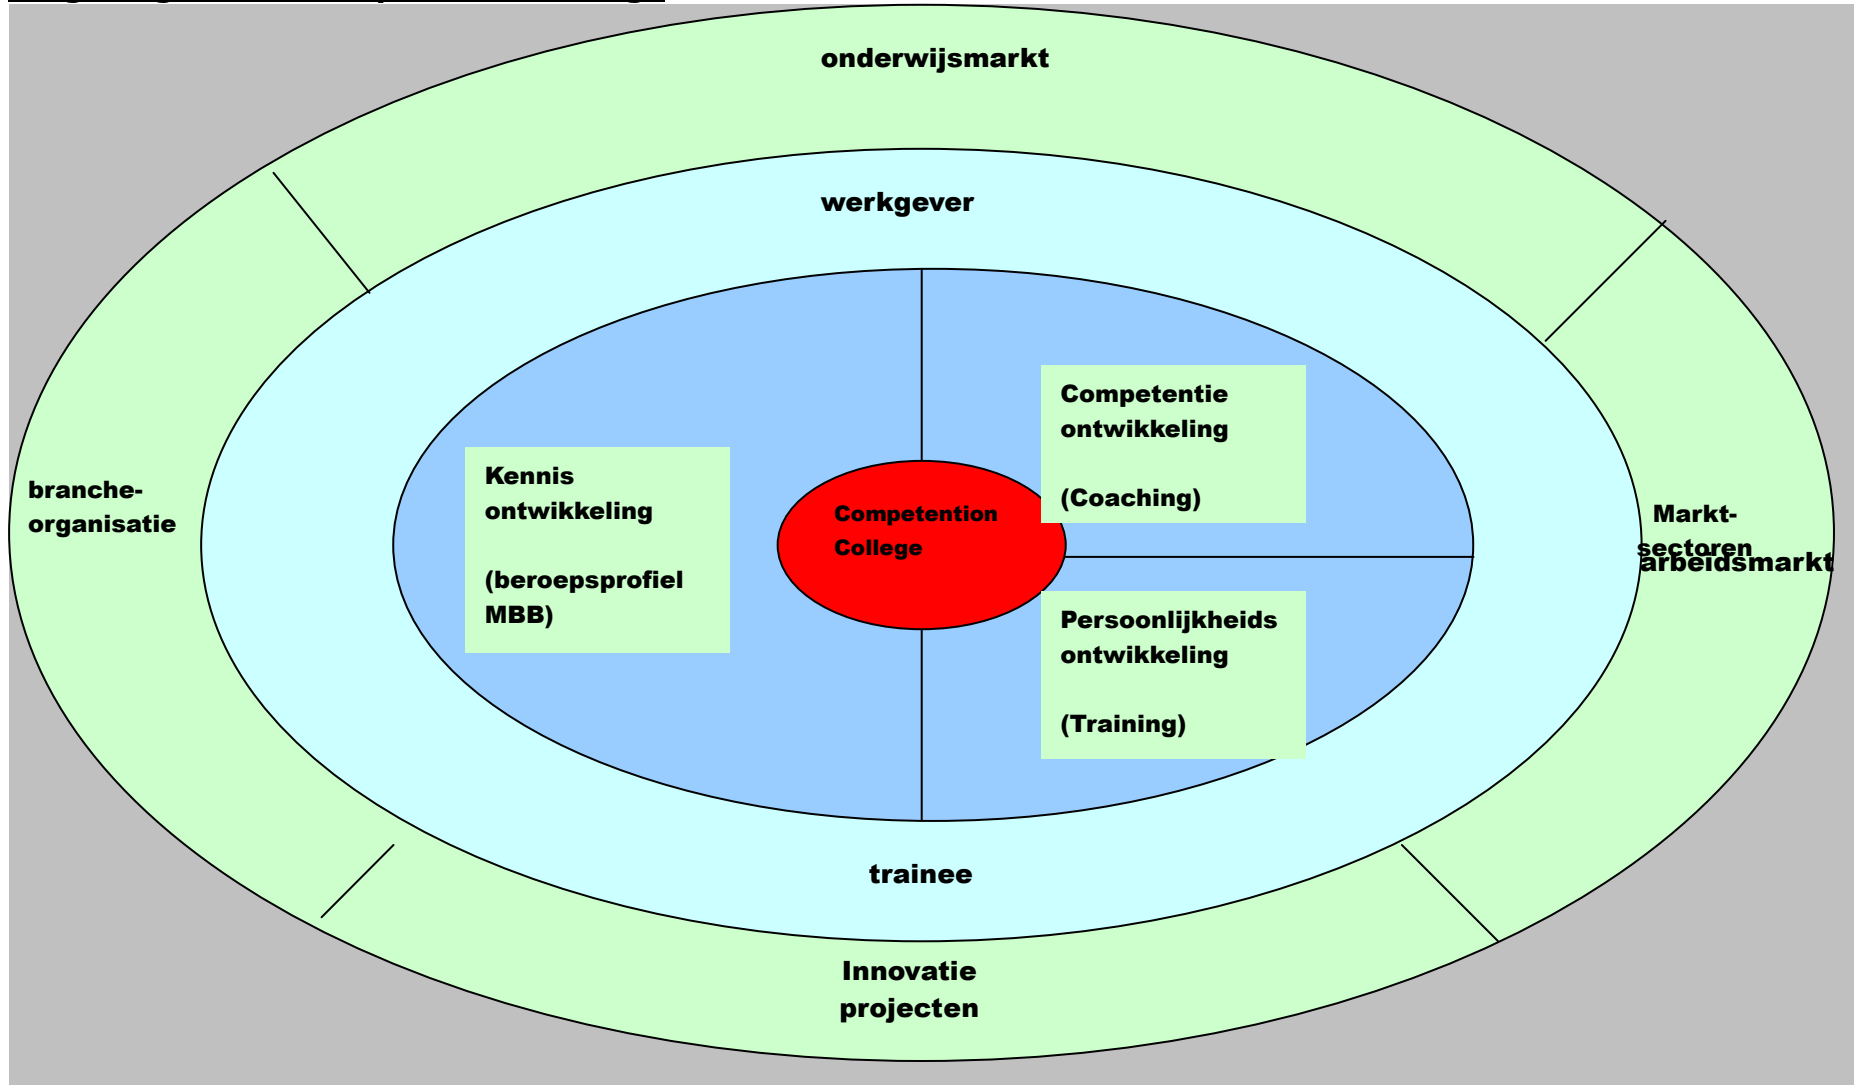 onderwijsmarkt
werkgever
Competentie
ontwikkeling
(Coaching)
Kennis
ontwikkeling
(beroepsprofiel
MBB)
branche-
organisatie
Competention
College
Markt-
sectoren
arbeidsmarkt
Persoonlijkheids
ontwikkeling
(Training)
trainee
Innovatie
projecten